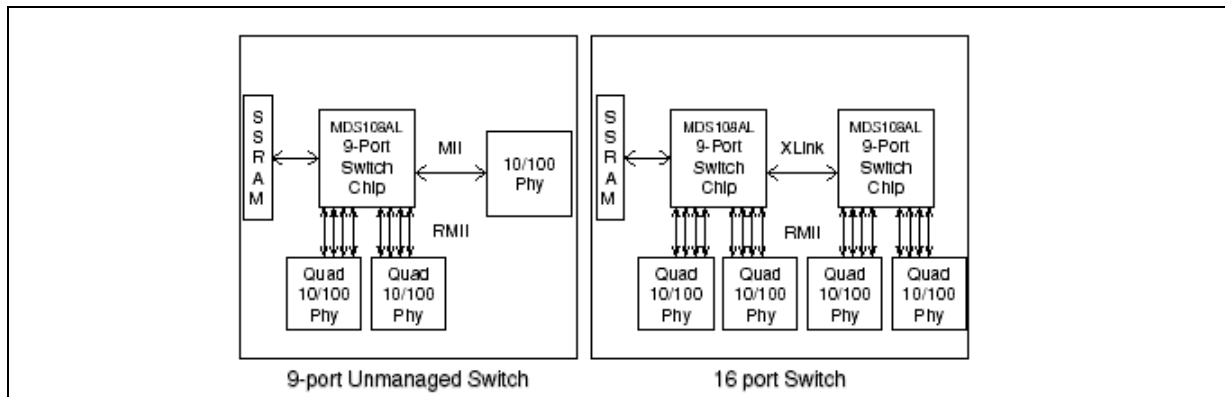 S
S
R
A
M
MDS108AL
9-Port
Switch
Chip
MII
10/100
Phy
RMII
Quad
10/100
Phy
Quad
10/100
Phy
9-port Unmanaged Switch
S
S
R
A
M
MDS108AL
9-Port
Switch
Chip
XLink
MDS108AL
9-Port
Switch
Chip
RMII
Quad
10/100
Phy
Quad
10/100
Phy
Quad
10/100
Phy
Quad
10/100
Phy
16 port Switch